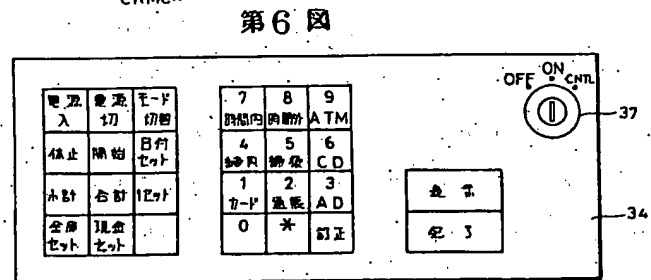 第6図
OFF ON CNTL
37
電源入 電源切 モード切替
7 8 9
時間内 時間外 ATM
休止 開始 日付セット
4 5 6
締前 締後 CD
小計 合計 1セット
1 2 3
カード 通帳 AD
金庫セット 現金セット
0 * 訂正
表示
完了
34